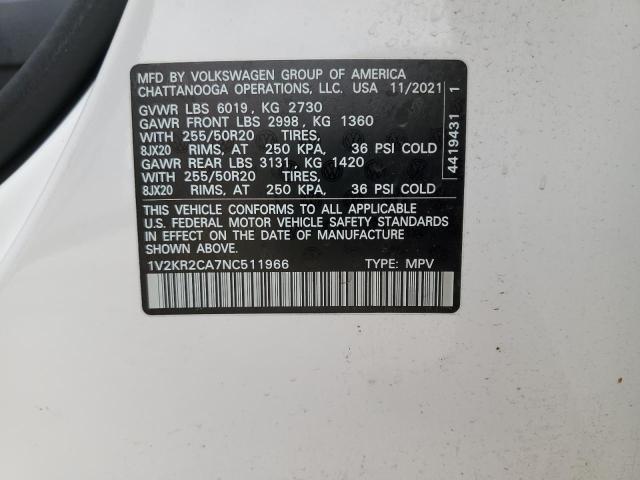 MFD BY VOLKSWAGEN GROUP OF AMERICA
CHATTANOOGA OPERATIONS, LLC. USA 11/2021
GVWR LBS 6019, KG 2730
GAWR FRONT LBS 2998, KG 1360
WITH 255/50R20 TIRES,
8JX20 RIMS, AT 250 KPA, 36 PSI COLD
GAWR REAR LBS 3131, KG 1420
WITH 255/50R20 TIRES,
8JX20 RIMS, AT 250 KPA, 36 PSI COLD
THIS VEHICLE CONFORMS TO ALL APPLICABLE
U.S. FEDERAL MOTOR VEHICLE SAFETY STANDARDS
IN EFFECT ON THE DATE OF MANUFACTURE
SHOWN ABOVE.
1V2KR2CA7NC511966 TYPE: MPV
4419431 1